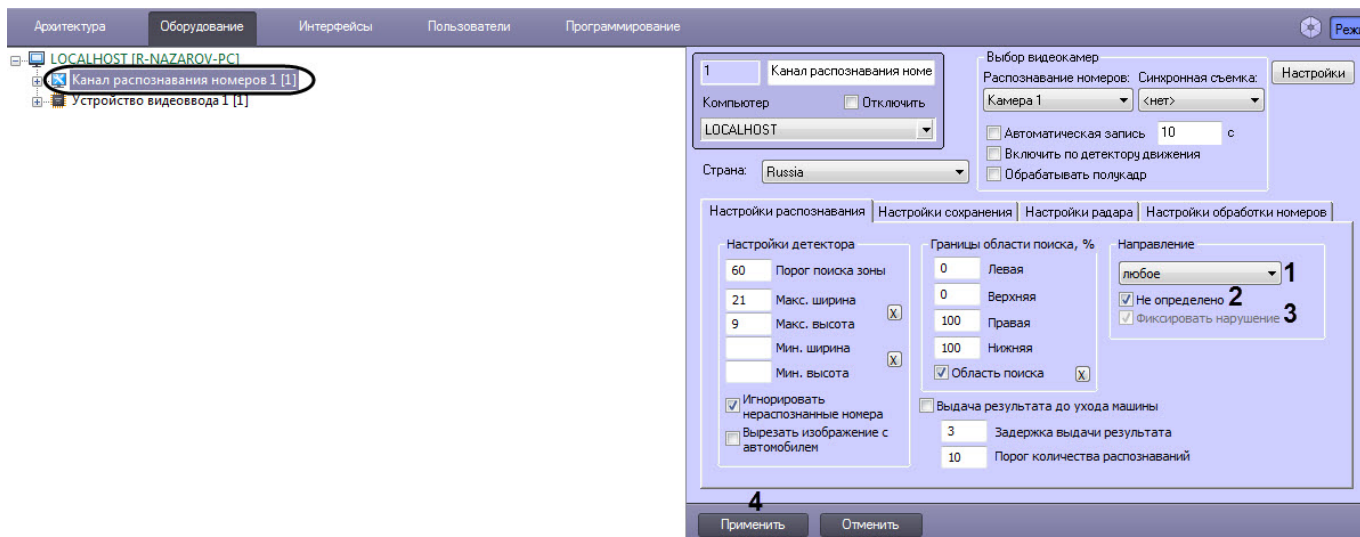 Архитектура Оборудование Интерфейсы Пользователи Программирование
LOCALHOST [R-NAZAROV-PC]
Канал распознавания номеров 1 [1]
Устройство видеоввода 1 [1]
1 Канал распознавания номе
Компьютер Отключить
LOCALHOST
Страна: Russia
Выбор видеокамер
Распознавание номеров: Синхронная съемка:
Камера 1 <нет>
Автоматическая запись 10 с
Включить по детектору движения
Обрабатывать полукадр
Настройки
Настройки распознавания Настройки сохранения Настройки радара Настройки обработки номеров
Настройки детектора
60 Порог поиска зоны
21 Макс. ширина
9 Макс. высота
X
Мин. ширина
Мин. высота
X
Игнорировать
нераспознанные номера
Вырезать изображение с
автомобилем
Границы области поиска, %
0 Левая
0 Верхняя
100 Правая
100 Нижняя
Область поиска X
Направление
любое 1
Не определено 2
Фиксировать нарушение 3
Выдача результата до ухода машины
3 Задержка выдачи результата
10 Порог количества распознаваний
4
Применить Отменить